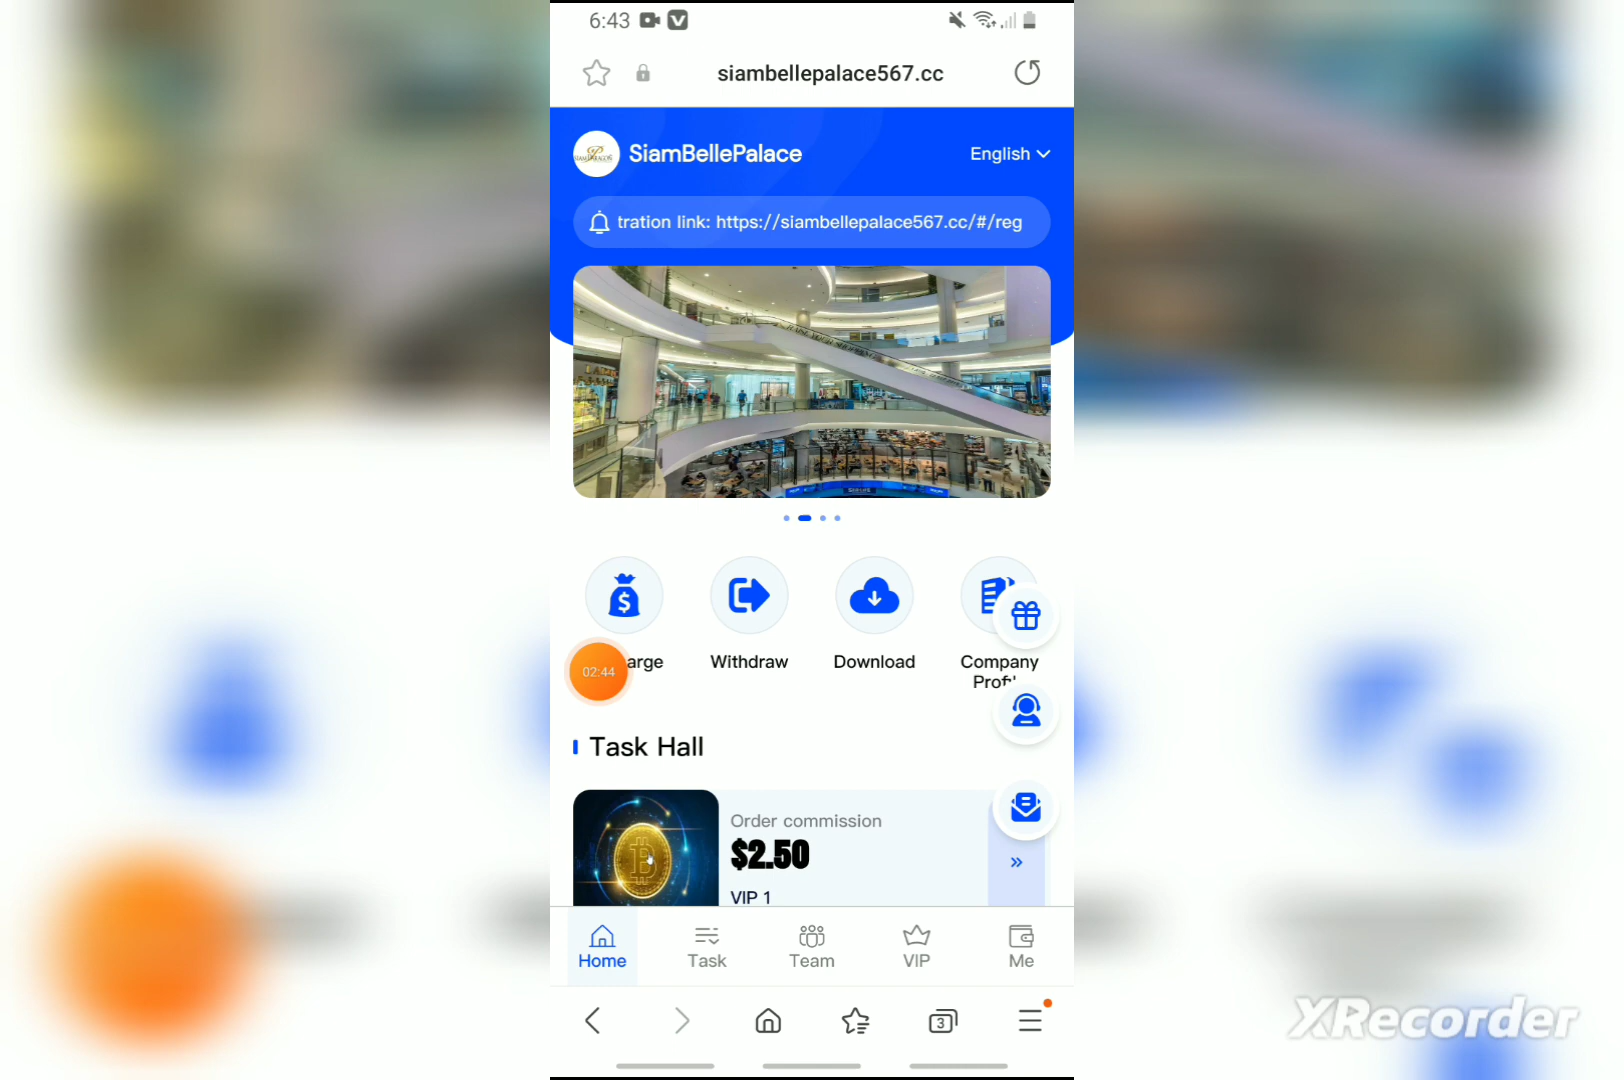 6:43
siambellepalace567.cc
SiamBellePalace
English
tration link: https://siambellepalace567.cc/#/reg
arge
Withdraw
Download
Company
02:44
Task Hall
Order commission
$2.50
VIP 1
Home
Task
Team
VIP
Me
3
XRecorder